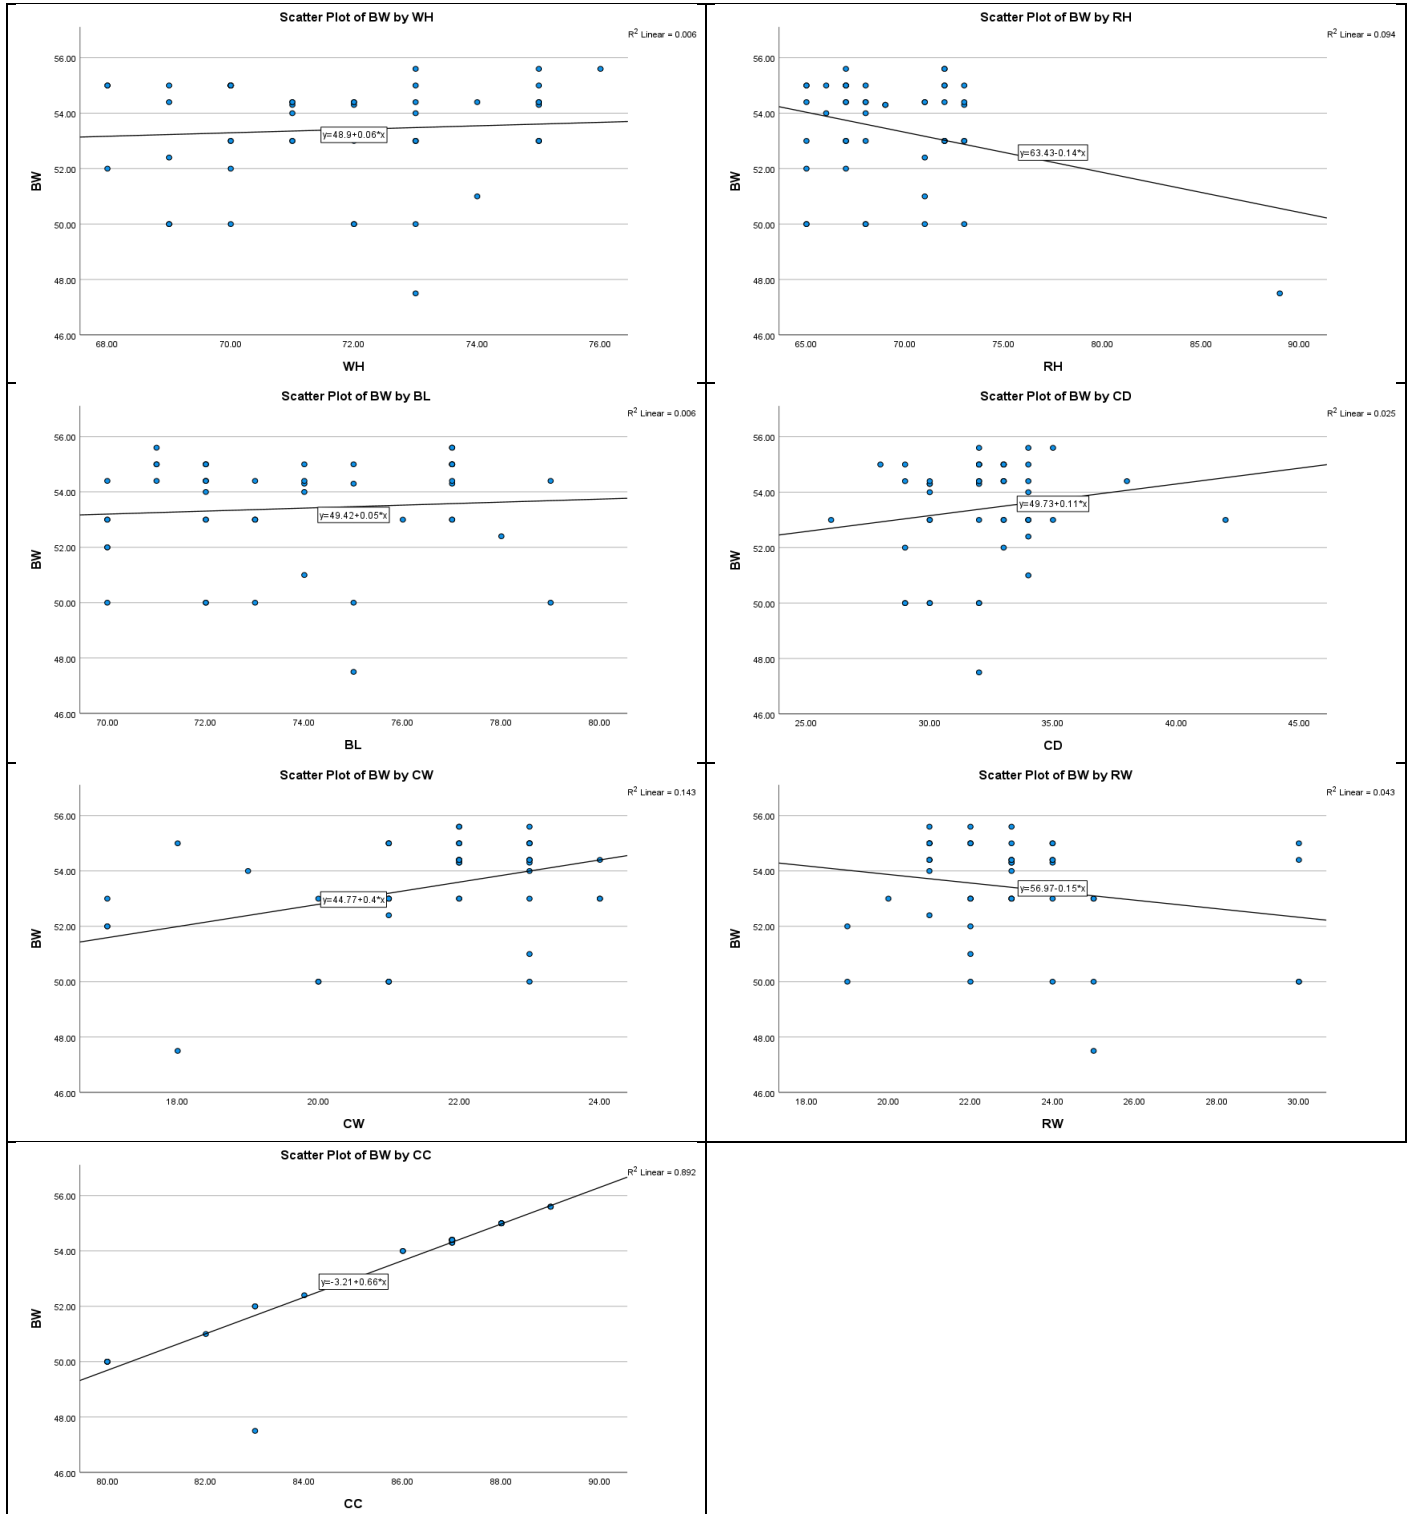 Scatter Plot of BW by WH
R2 Linear = 0.006
56.00
54.00
y=48.9+0.06*x
52.00
BW
50.00
48.00
46.00
68.00 70.00 72.00 74.00 76.00
WH
Scatter Plot of BW by RH
R2 Linear = 0.094
56.00
54.00
y=63.43-0.14*x
52.00
BW
50.00
48.00
46.00
65.00 70.00 75.00 80.00 85.00 90.00
RH
Scatter Plot of BW by BL
R2 Linear = 0.006
56.00
54.00
y=49.42+0.05*x
52.00
BW
50.00
48.00
46.00
70.00 72.00 74.00 76.00 78.00 80.00
BL
Scatter Plot of BW by CD
R2 Linear = 0.025
56.00
54.00
y=49.73+0.11*x
52.00
BW
50.00
48.00
46.00
25.00 30.00 35.00 40.00 45.00
CD
Scatter Plot of BW by CW
R2 Linear = 0.143
56.00
54.00
y=44.77+0.4*x
52.00
BW
50.00
48.00
46.00
18.00 20.00 22.00 24.00
CW
Scatter Plot of BW by RW
R2 Linear = 0.043
56.00
54.00
y=56.97-0.15*x
52.00
BW
50.00
48.00
46.00
18.00 20.00 22.00 24.00 26.00 28.00 30.00
RW
Scatter Plot of BW by CC
R2 Linear = 0.892
56.00
54.00
y=-3.21+0.66*x
52.00
BW
50.00
48.00
46.00
80.00 82.00 84.00 86.00 88.00 90.00
CC